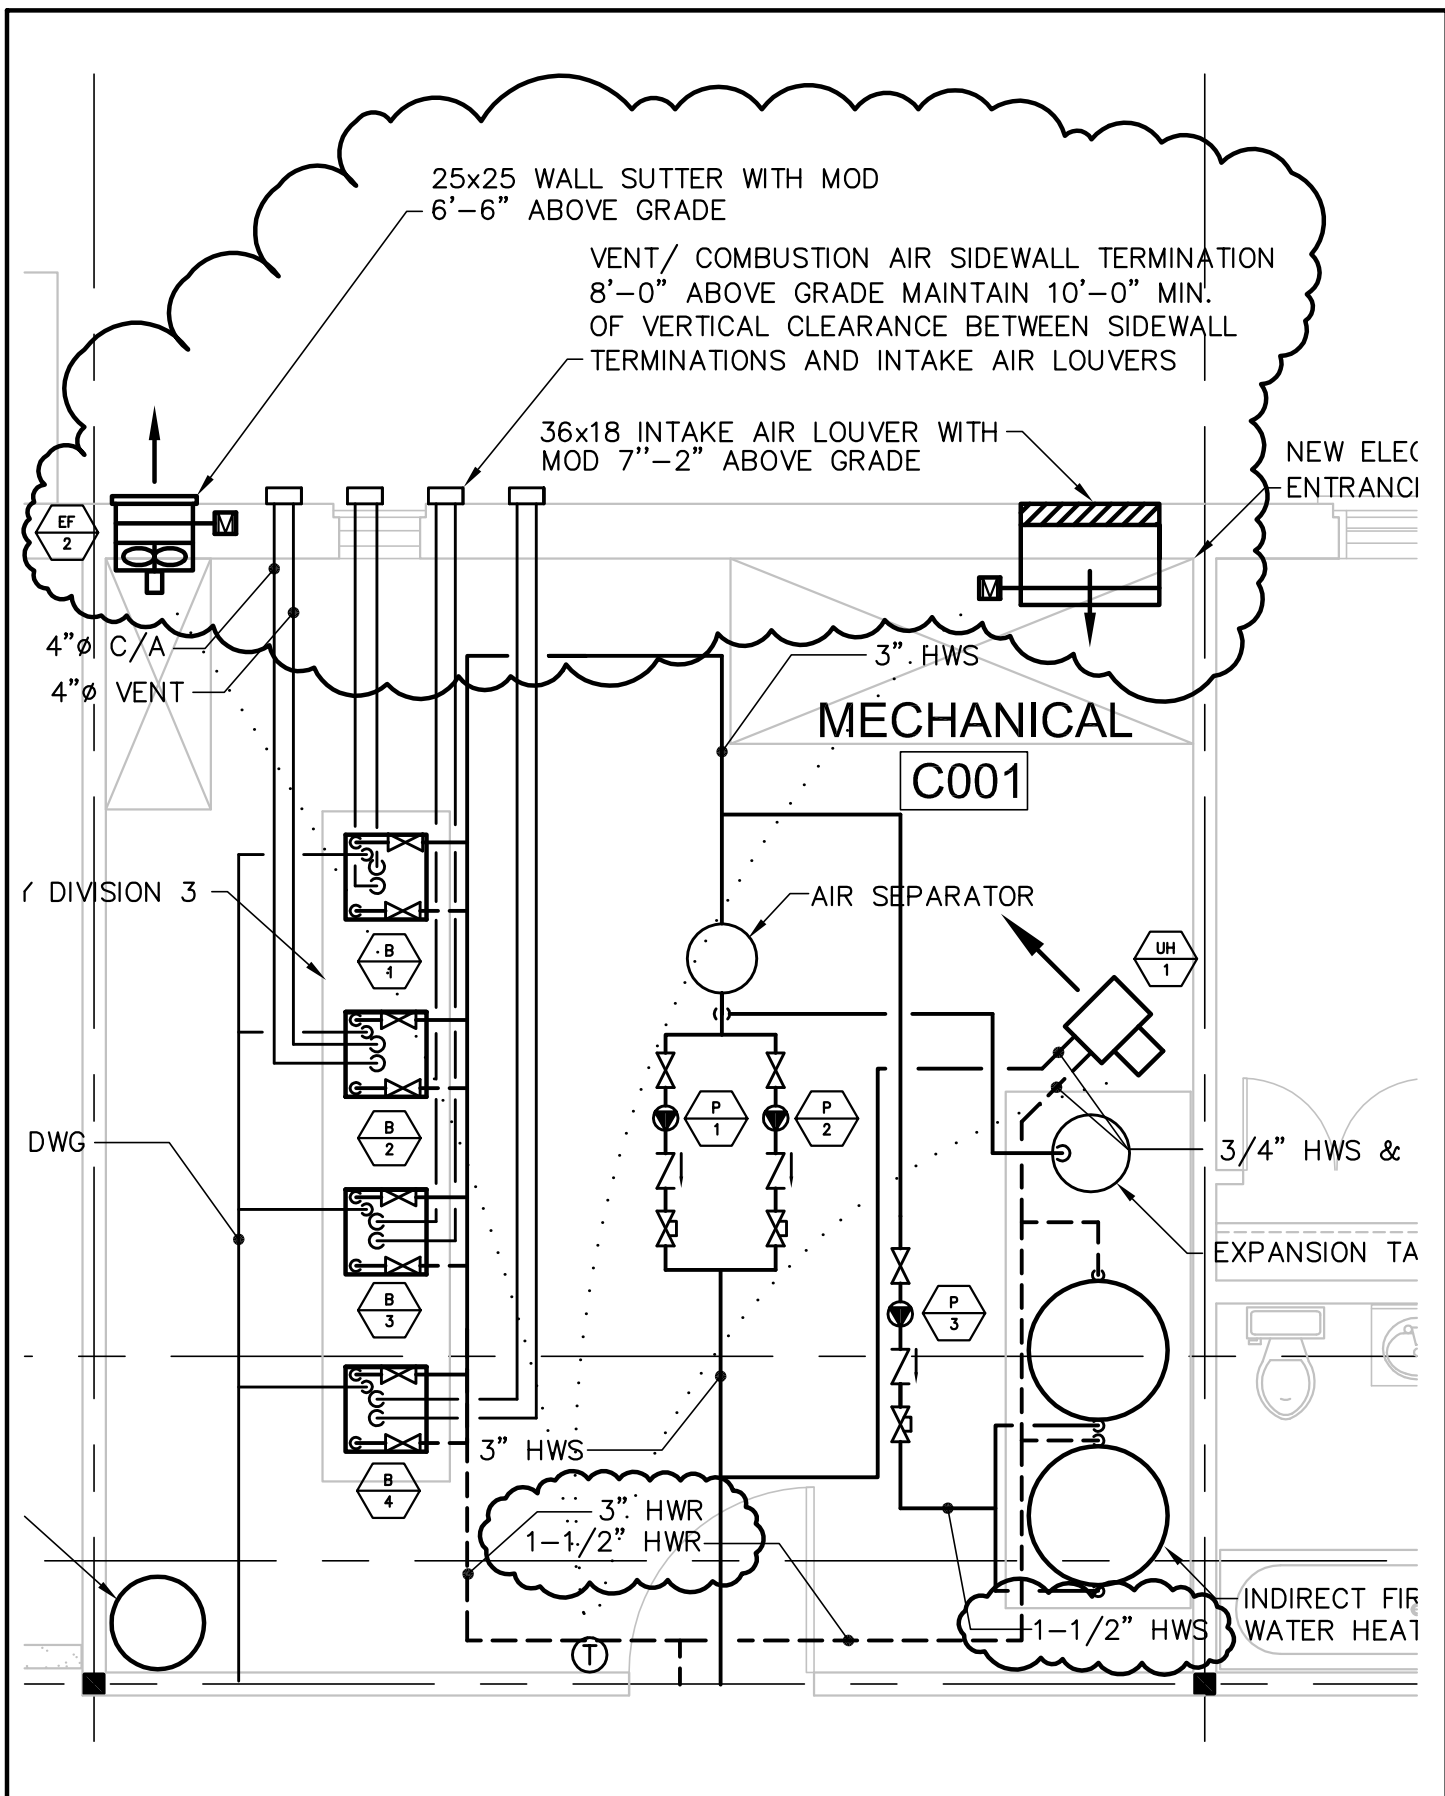 25x25 WALL SUTTER WITH MOD
6'-6" ABOVE GRADE
VENT/ COMBUSTION AIR SIDEWALL TERMINATION
8'-0" ABOVE GRADE MAINTAIN 10'-0" MIN.
OF VERTICAL CLEARANCE BETWEEN SIDEWALL
TERMINATIONS AND INTAKE AIR LOUVERS
36x18 INTAKE AIR LOUVER WITH
MOD 7''-2" ABOVE GRADE
NEW ELEC
ENTRANC
EF
2
M
M
4"ø C/A
4"ø VENT
3". HWS
MECHANICAL
C001
Y DIVISION 3
AIR SEPARATOR
B
1
UH
1
P
1
P
2
B
2
DWG
3/4" HWS &
EXPANSION TA
B
3
P
3
3" HWS
B
4
3" HWR
1-1/2" HWR
INDIRECT FIR
WATER HEAT
1-1/2" HWS
T